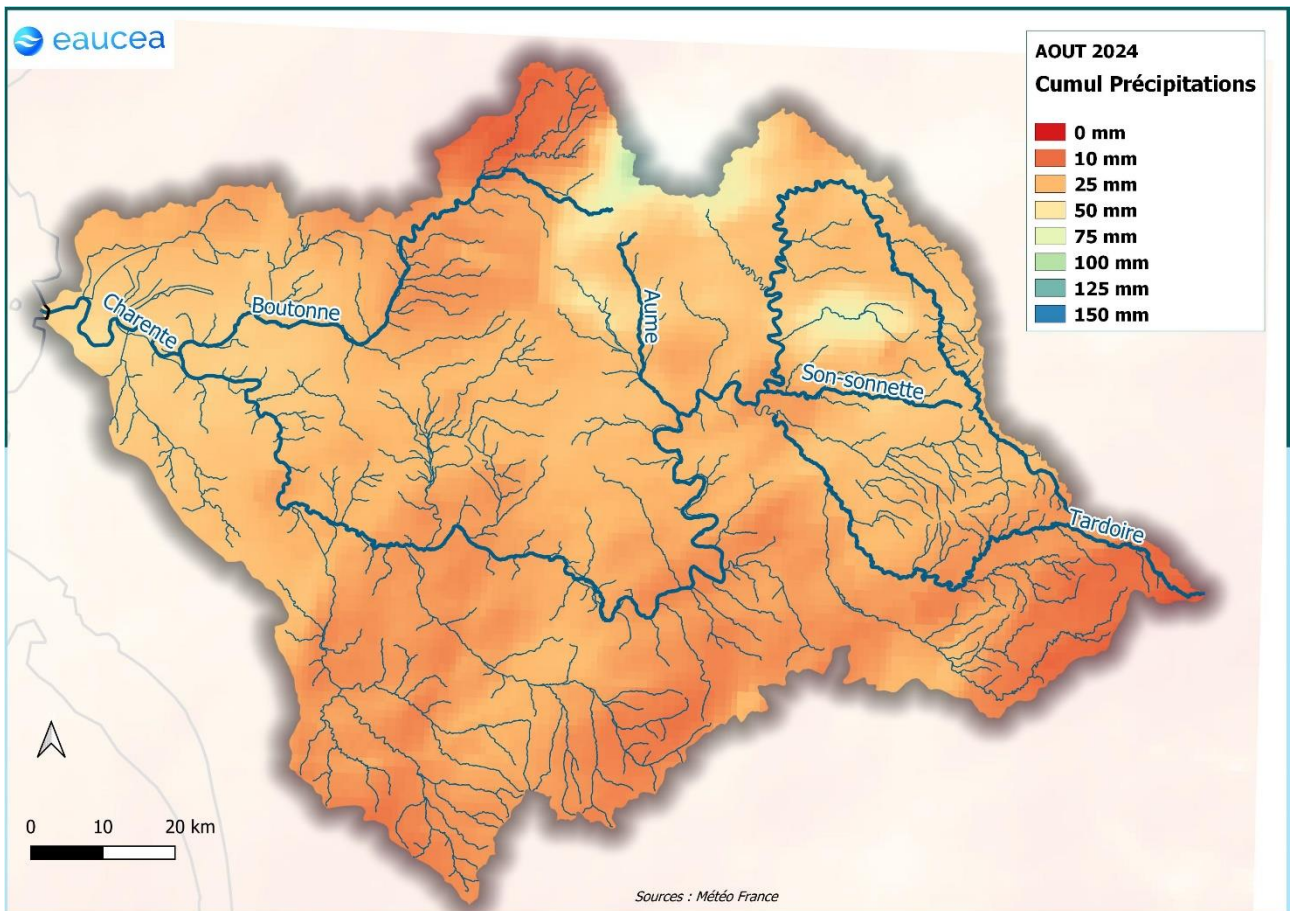 eaucea
AOUT 2024
Cumul Précipitations
0 mm
10 mm
25 mm
50 mm
75 mm
100 mm
125 mm
150 mm
Charente
Boutonne
Aume
Son-sonnette
Tardoire
0 10 20 km
Sources : Météo France